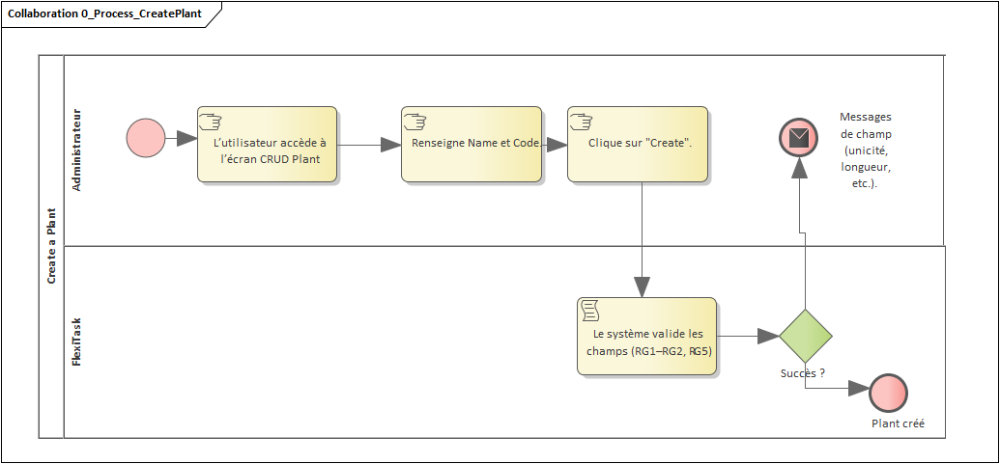 Collaboration 0_Process_CreatePlant
Create a Plant
Administrateur
L'utilisateur accède à
l'écran CRUD Plant
Renseigne Name et Code.
Clique sur "Create".
Messages
de champ
(unicité,
longueur,
etc.).
FlexiTask
Le système valide les
champs (RG1–RG2, RG5)
Succès ?
Plant créé